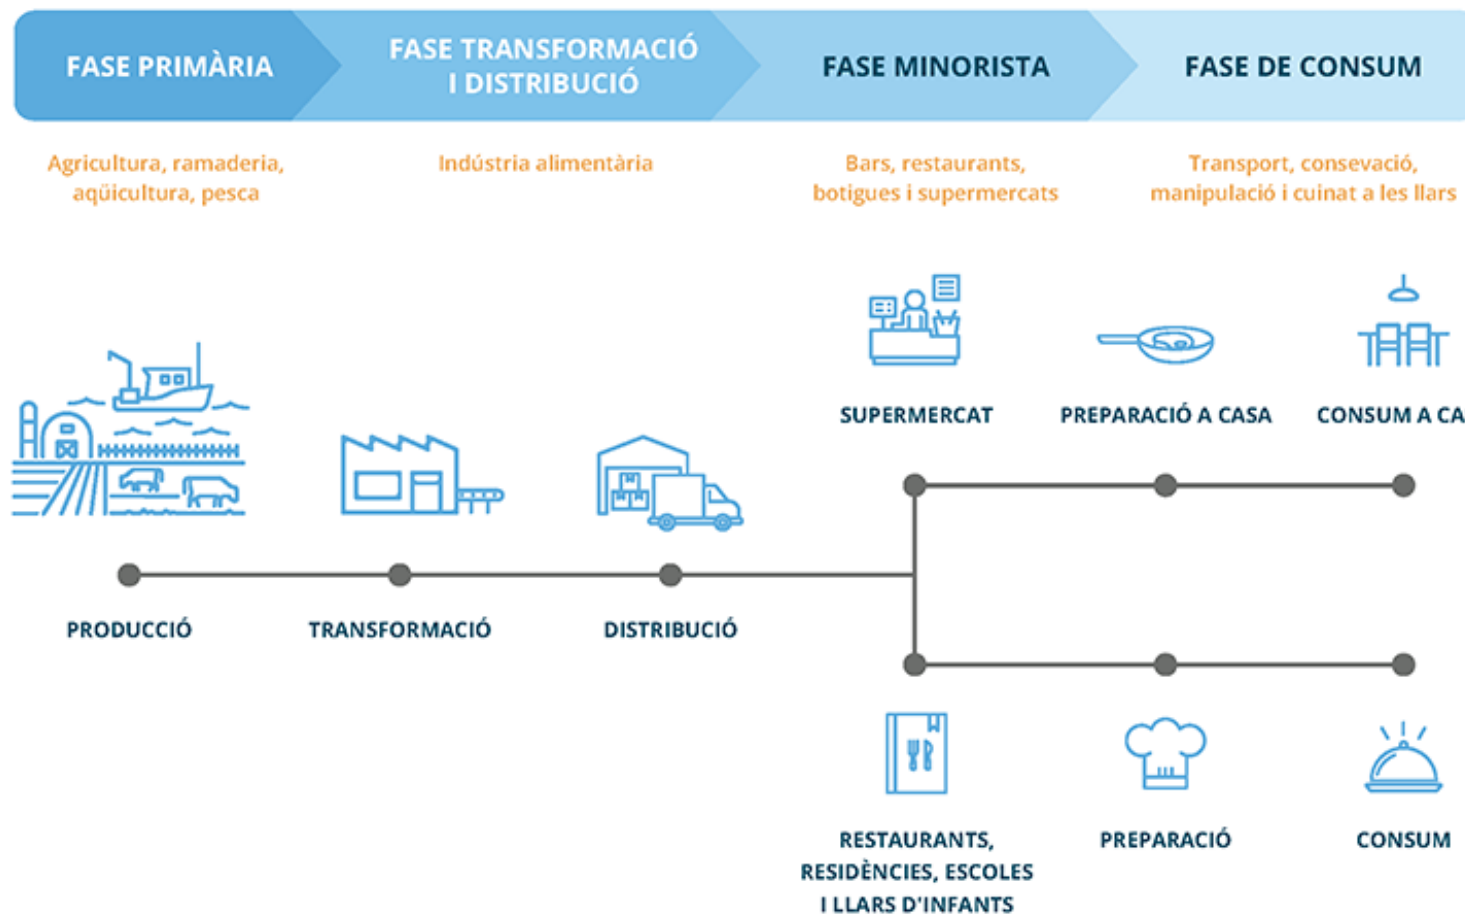 FASE PRIMÀRIA
FASE TRANSFORMACIÓ
I DISTRIBUCIÓ
FASE MINORISTA
FASE DE CONSUM
Agricultura, ramaderia,
aqüicultura, pesca
Indústria alimentària
Bars, restaurants,
botigues i supermercats
Transport, consevació,
manipulació i cuinat a les llars
SUPERMERCAT
PREPARACIÓ A CASA
CONSUM A CA
PRODUCCIÓ
TRANSFORMACIÓ
DISTRIBUCIÓ
RESTAURANTS,
RESIDÈNCIES, ESCOLES
I LLARS D'INFANTS
PREPARACIÓ
CONSUM